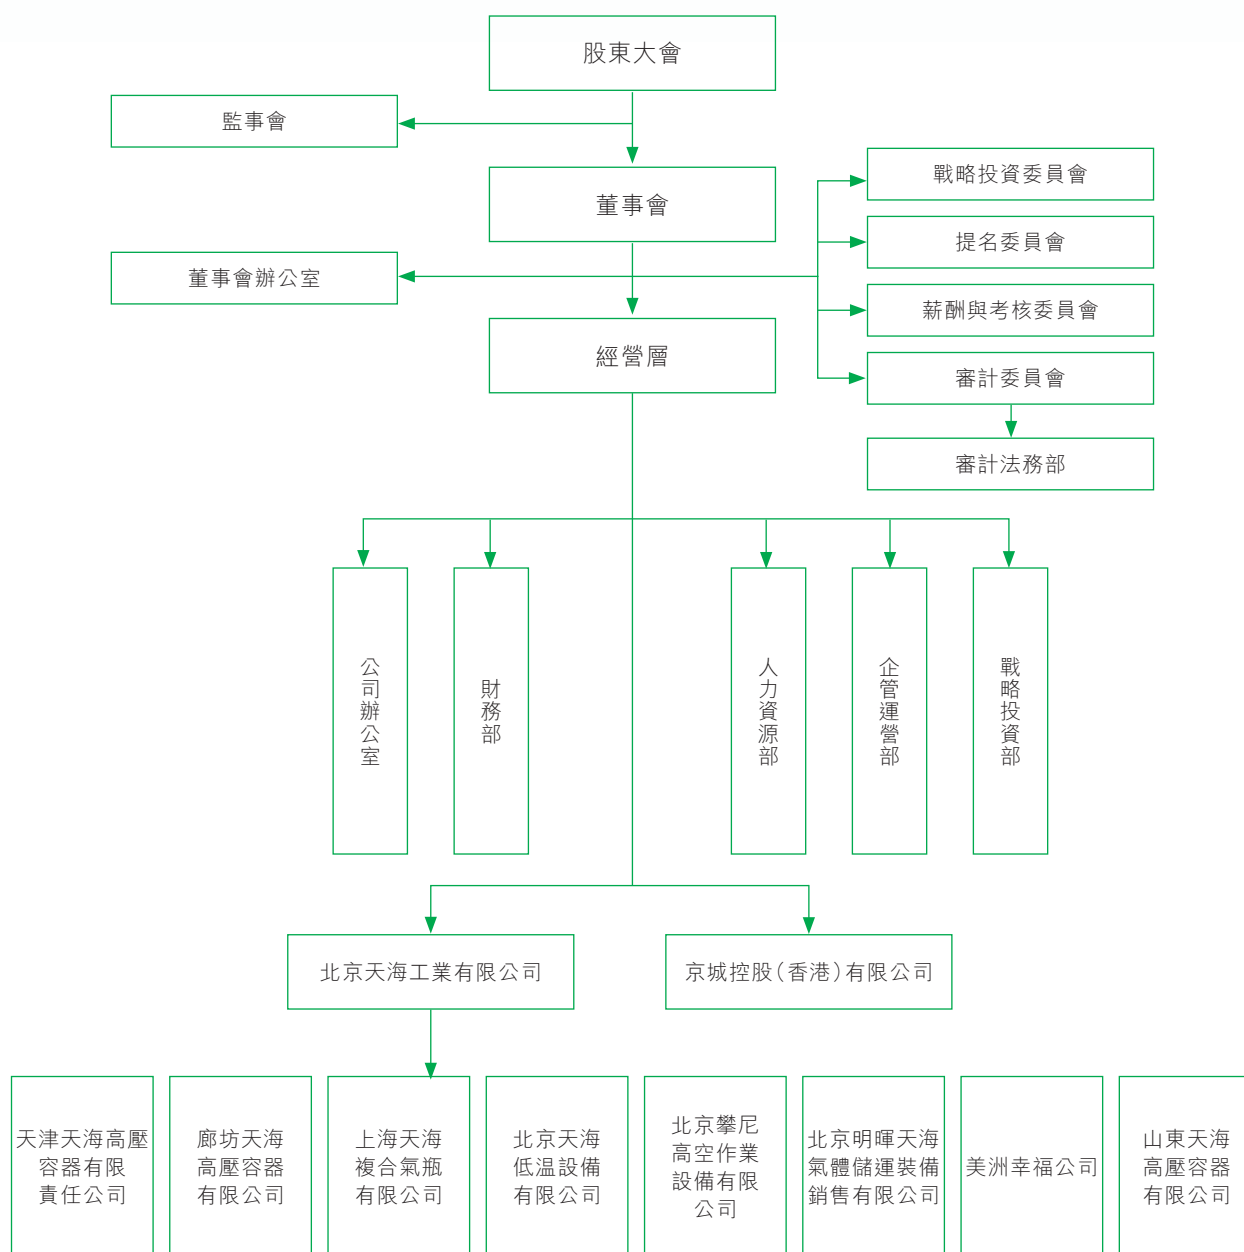 股東大會
監事會
董事會
戰略投資委員會
提名委員會
董事會辦公室
薪酬與考核委員會
經營層
審計委員會
審計法務部
公司辦公室
財務部
人力資源部
企管運營部
戰略投資部
北京天海工業有限公司
京城控股(香港)有限公司
天津天海高壓
容器有限
責任公司
廊坊天海
高壓容器
有限公司
上海天海
複合氣瓶
有限公司
北京天海
低温設備
有限公司
北京攀尼
高空作業
設備有限
公司
北京明暉天海
氣體儲運裝備
銷售有限公司
美洲幸福公司
山東天海
高壓容器
有限公司